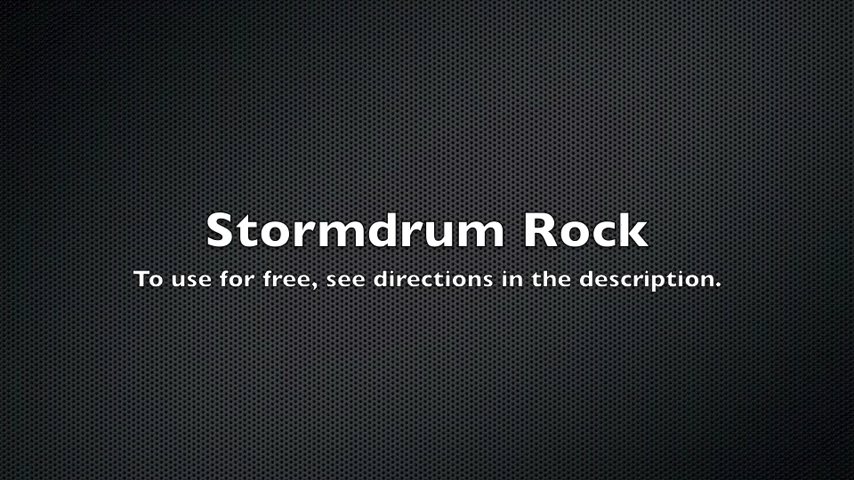 Stormdrum Rock
To use for free, see directions in the description.